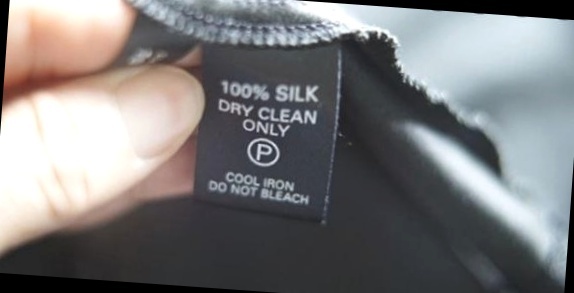 100% SILK
DRY CLEAN
ONLY
P
COOL IRON
DO NOT BLEACH